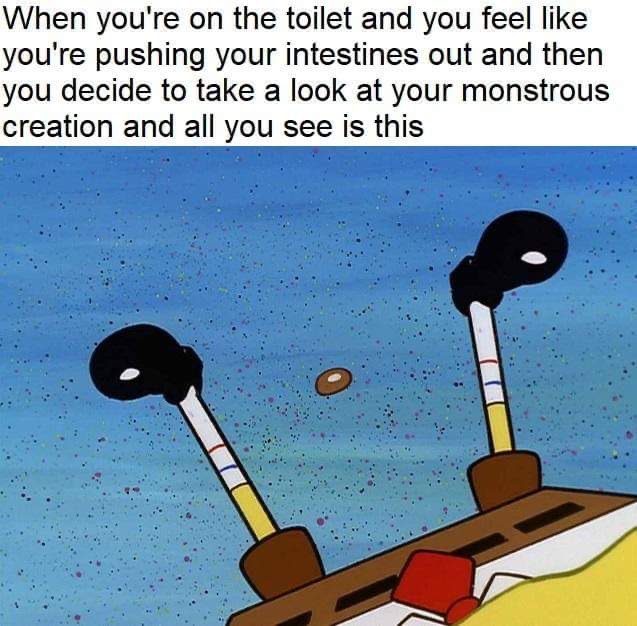 When you're on the toilet and you feel like
you're pushing your intestines out and then
you decide to take a look at your monstrous
creation and all you see is this